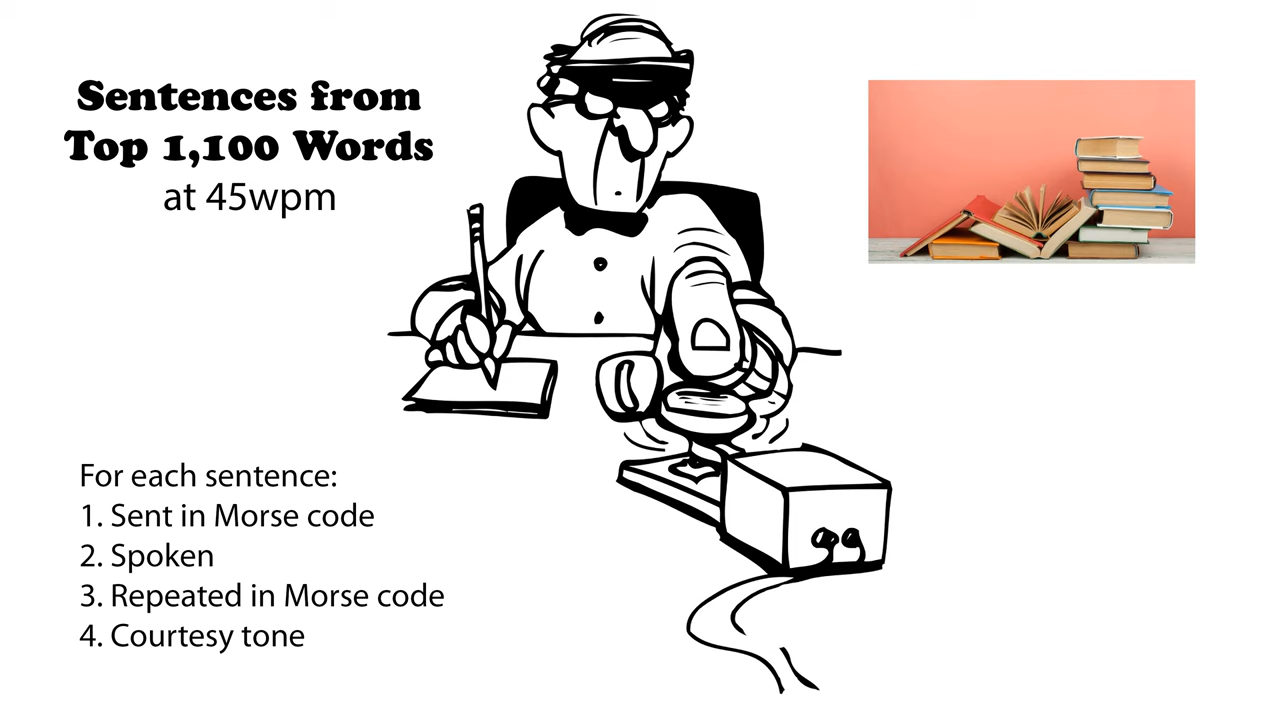 Sentences from
Top 1,100 Words
at 45wpm
For each sentence:
1. Sent in Morse code
2. Spoken
3. Repeated in Morse code
4. Courtesy tone